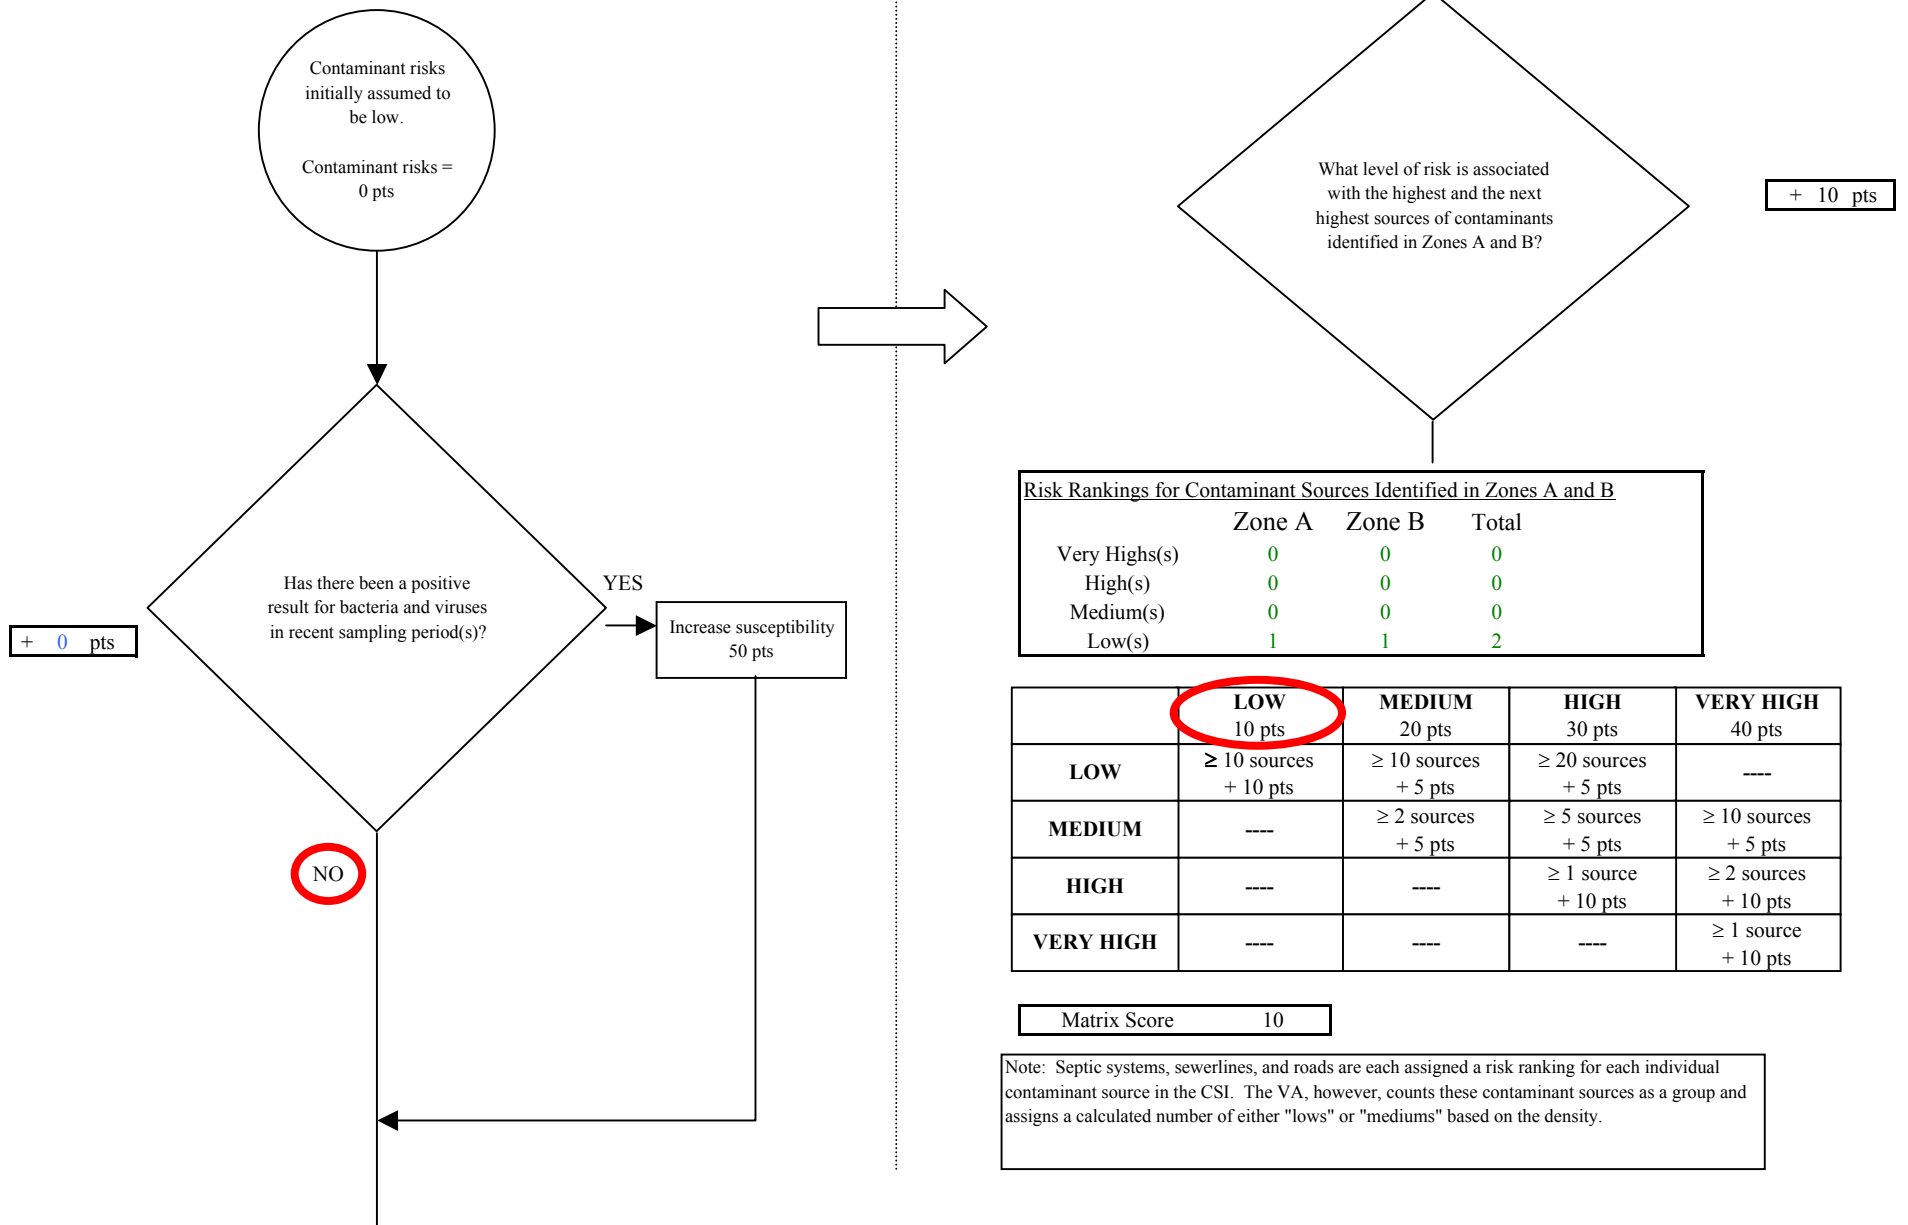 Contaminant risks
initially assumed to
be low.
Contaminant risks =
0 pts
Has there been a positive
result for bacteria and viruses
in recent sampling period(s)?
+ 0 pts
YES
Increase susceptibility
50 pts
NO
What level of risk is associated
with the highest and the next
highest sources of contaminants
identified in Zones A and B?
+ 10 pts
Risk Rankings for Contaminant Sources Identified in Zones A and B
Zone A Zone B Total
Very Highs(s) 0 0 0
High(s) 0 0 0
Medium(s) 0 0 0
Low(s) 1 1 2
LOW MEDIUM HIGH VERY HIGH
10 pts 20 pts 30 pts 40 pts
LOW ≥ 10 sources ≥ 10 sources ≥ 20 sources ----
+ 10 pts + 5 pts + 5 pts
MEDIUM ---- ≥ 2 sources ≥ 5 sources ≥ 10 sources
+ 5 pts + 5 pts + 5 pts
HIGH ---- ---- ≥ 1 source ≥ 2 sources
+ 10 pts + 10 pts
VERY HIGH ---- ---- ---- ≥ 1 source
+ 10 pts
Matrix Score 10
Note: Septic systems, sewerlines, and roads are each assigned a risk ranking for each individual
contaminant source in the CSI. The VA, however, counts these contaminant sources as a group and
assigns a calculated number of either "lows" or "mediums" based on the density.